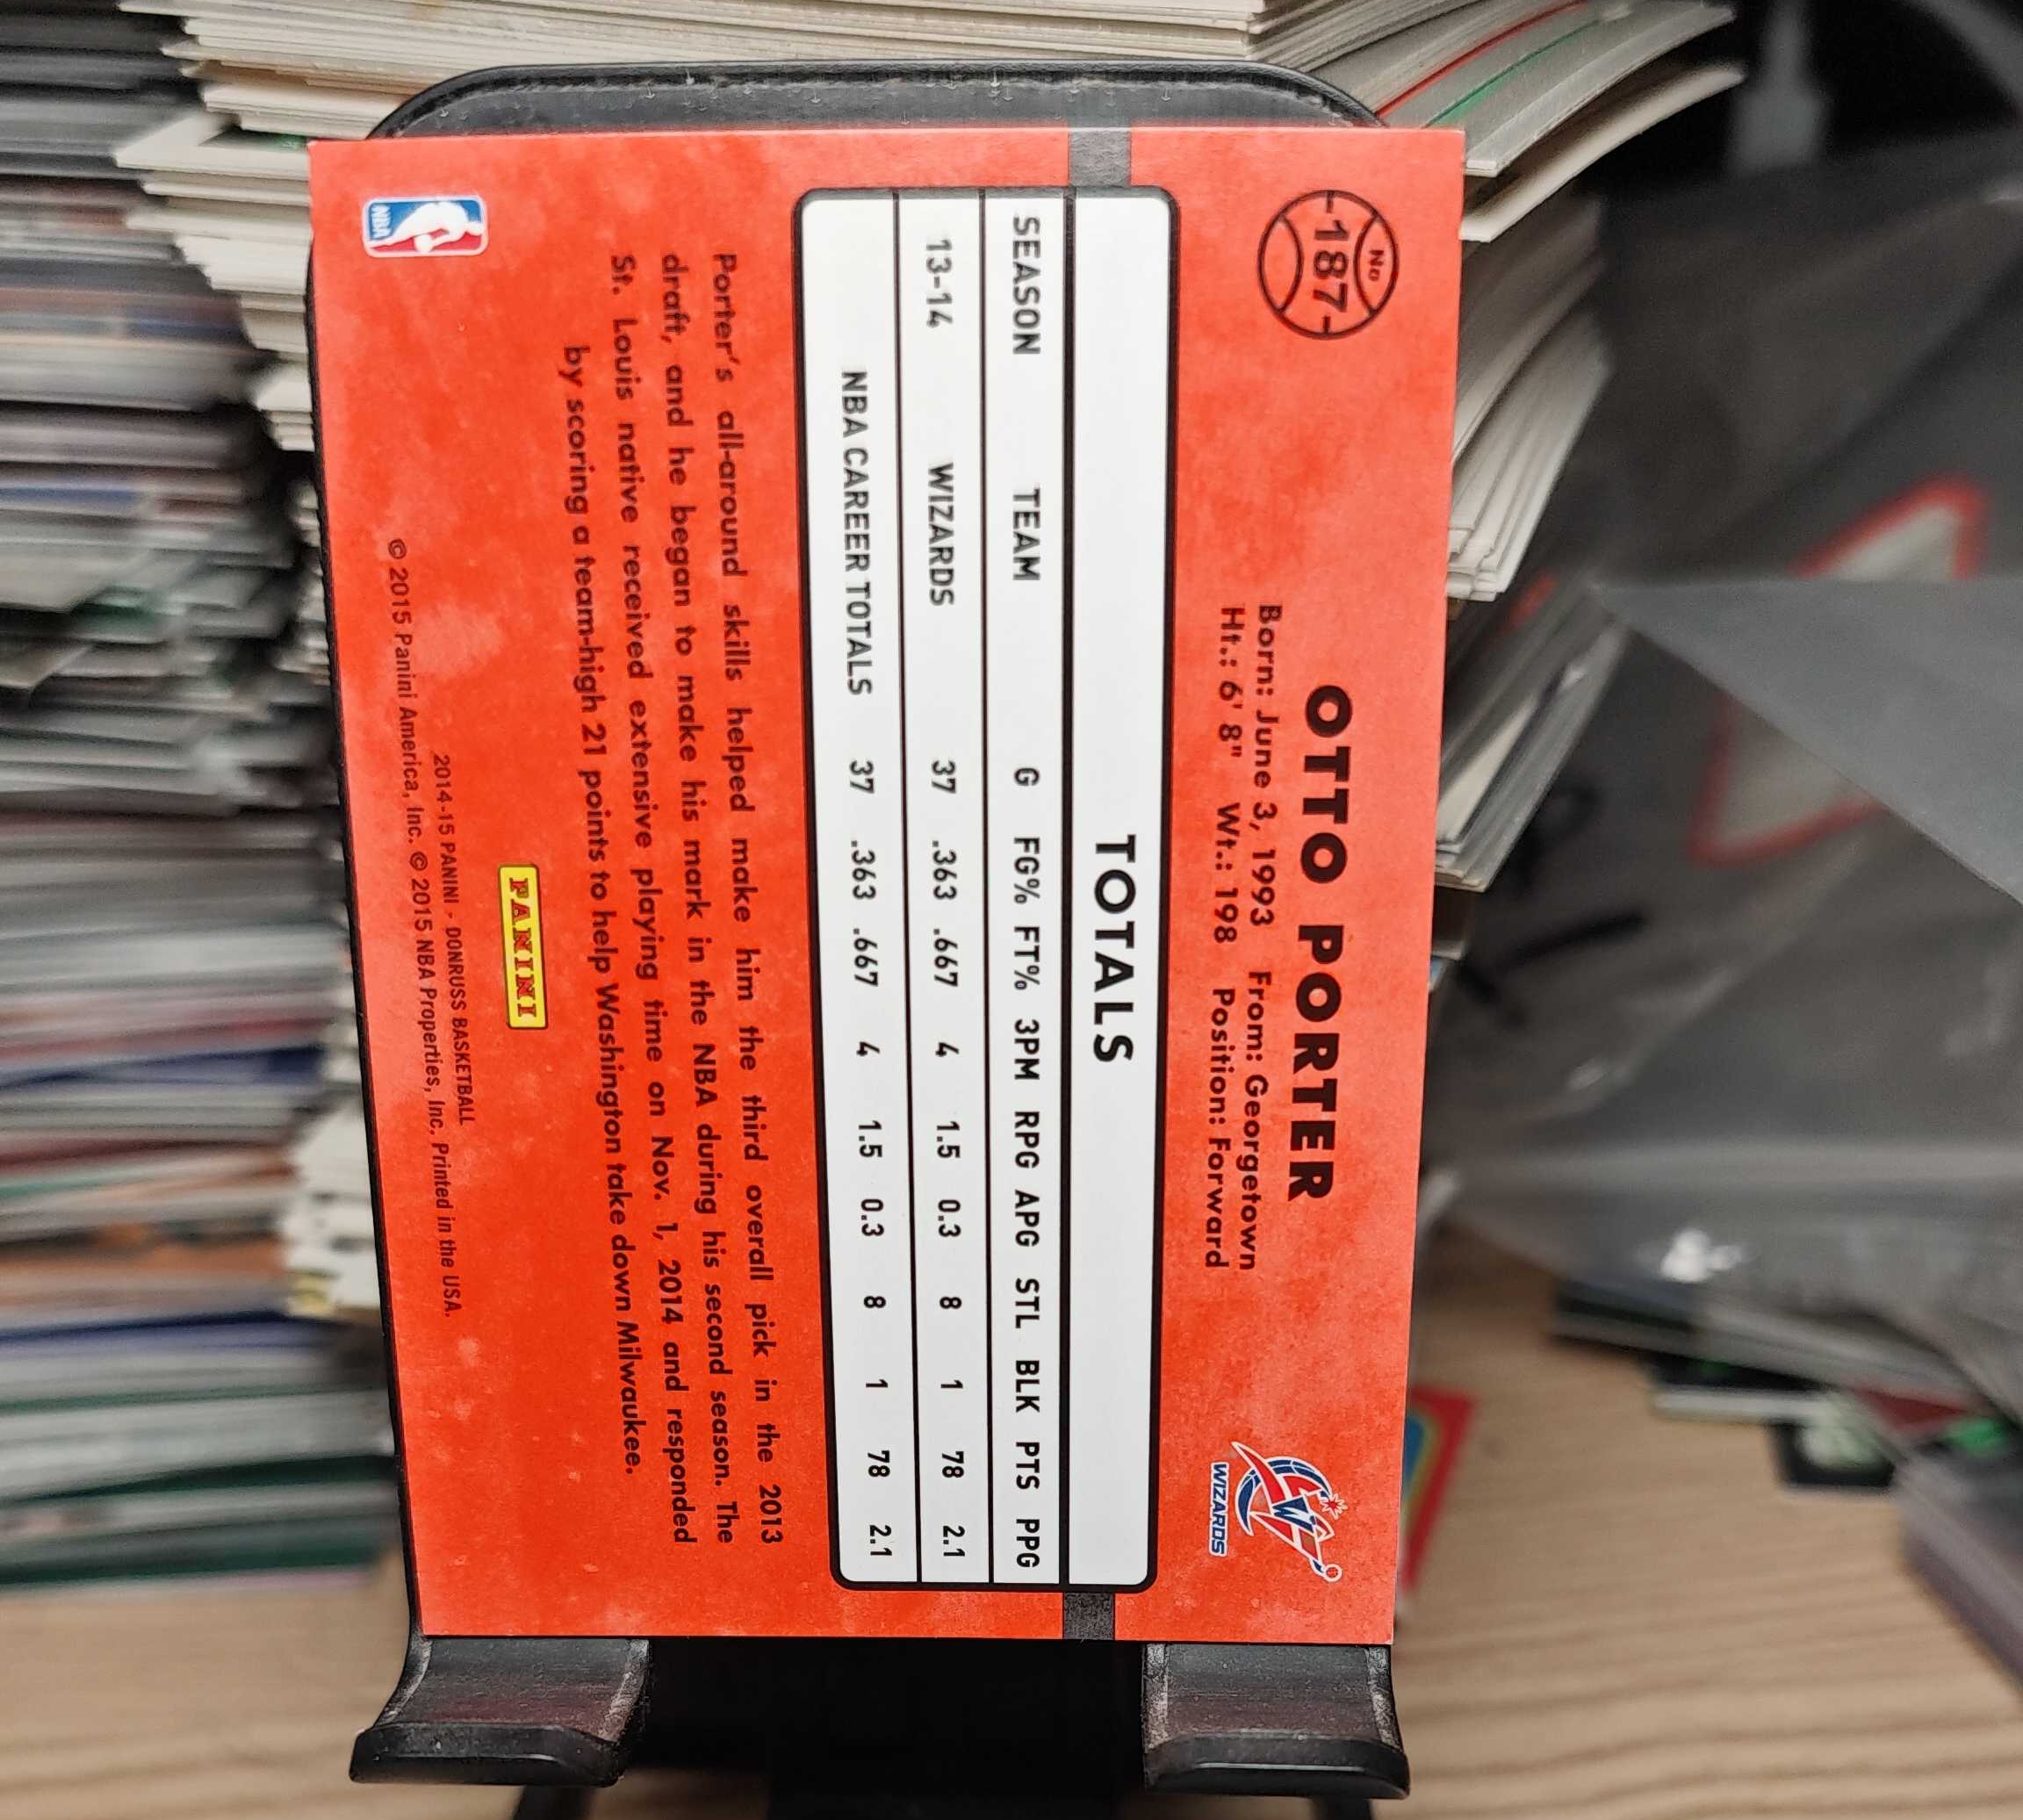 No
-187-
OTTO PORTER
Born: June 3, 1993 From: Georgetown
Ht.: 6' 8" Wt.: 198 Position: Forward
WIZARDS
TOTALS
SEASON TEAM G FG% FT% 3PM RPG APG STL BLK PTS PPG
13-14 WIZARDS 37 .363 .667 4 1.5 0.3 8 1 78 2.1
NBA CAREER TOTALS 37 .363 .667 4 1.5 0.3 8 1 78 2.1
Porter's all-around skills helped make him the third overall pick in the 2013
draft, and he began to make his mark in the NBA during his second season. The
St. Louis native received extensive playing time on Nov. 1, 2014 and responded
by scoring a team-high 21 points to help Washington take down Milwaukee.
PANINI
2014-15 PANINI - DONRUSS BASKETBALL
© 2015 Panini America, Inc. © 2015 NBA Properties, Inc. Printed in the USA.
NBA